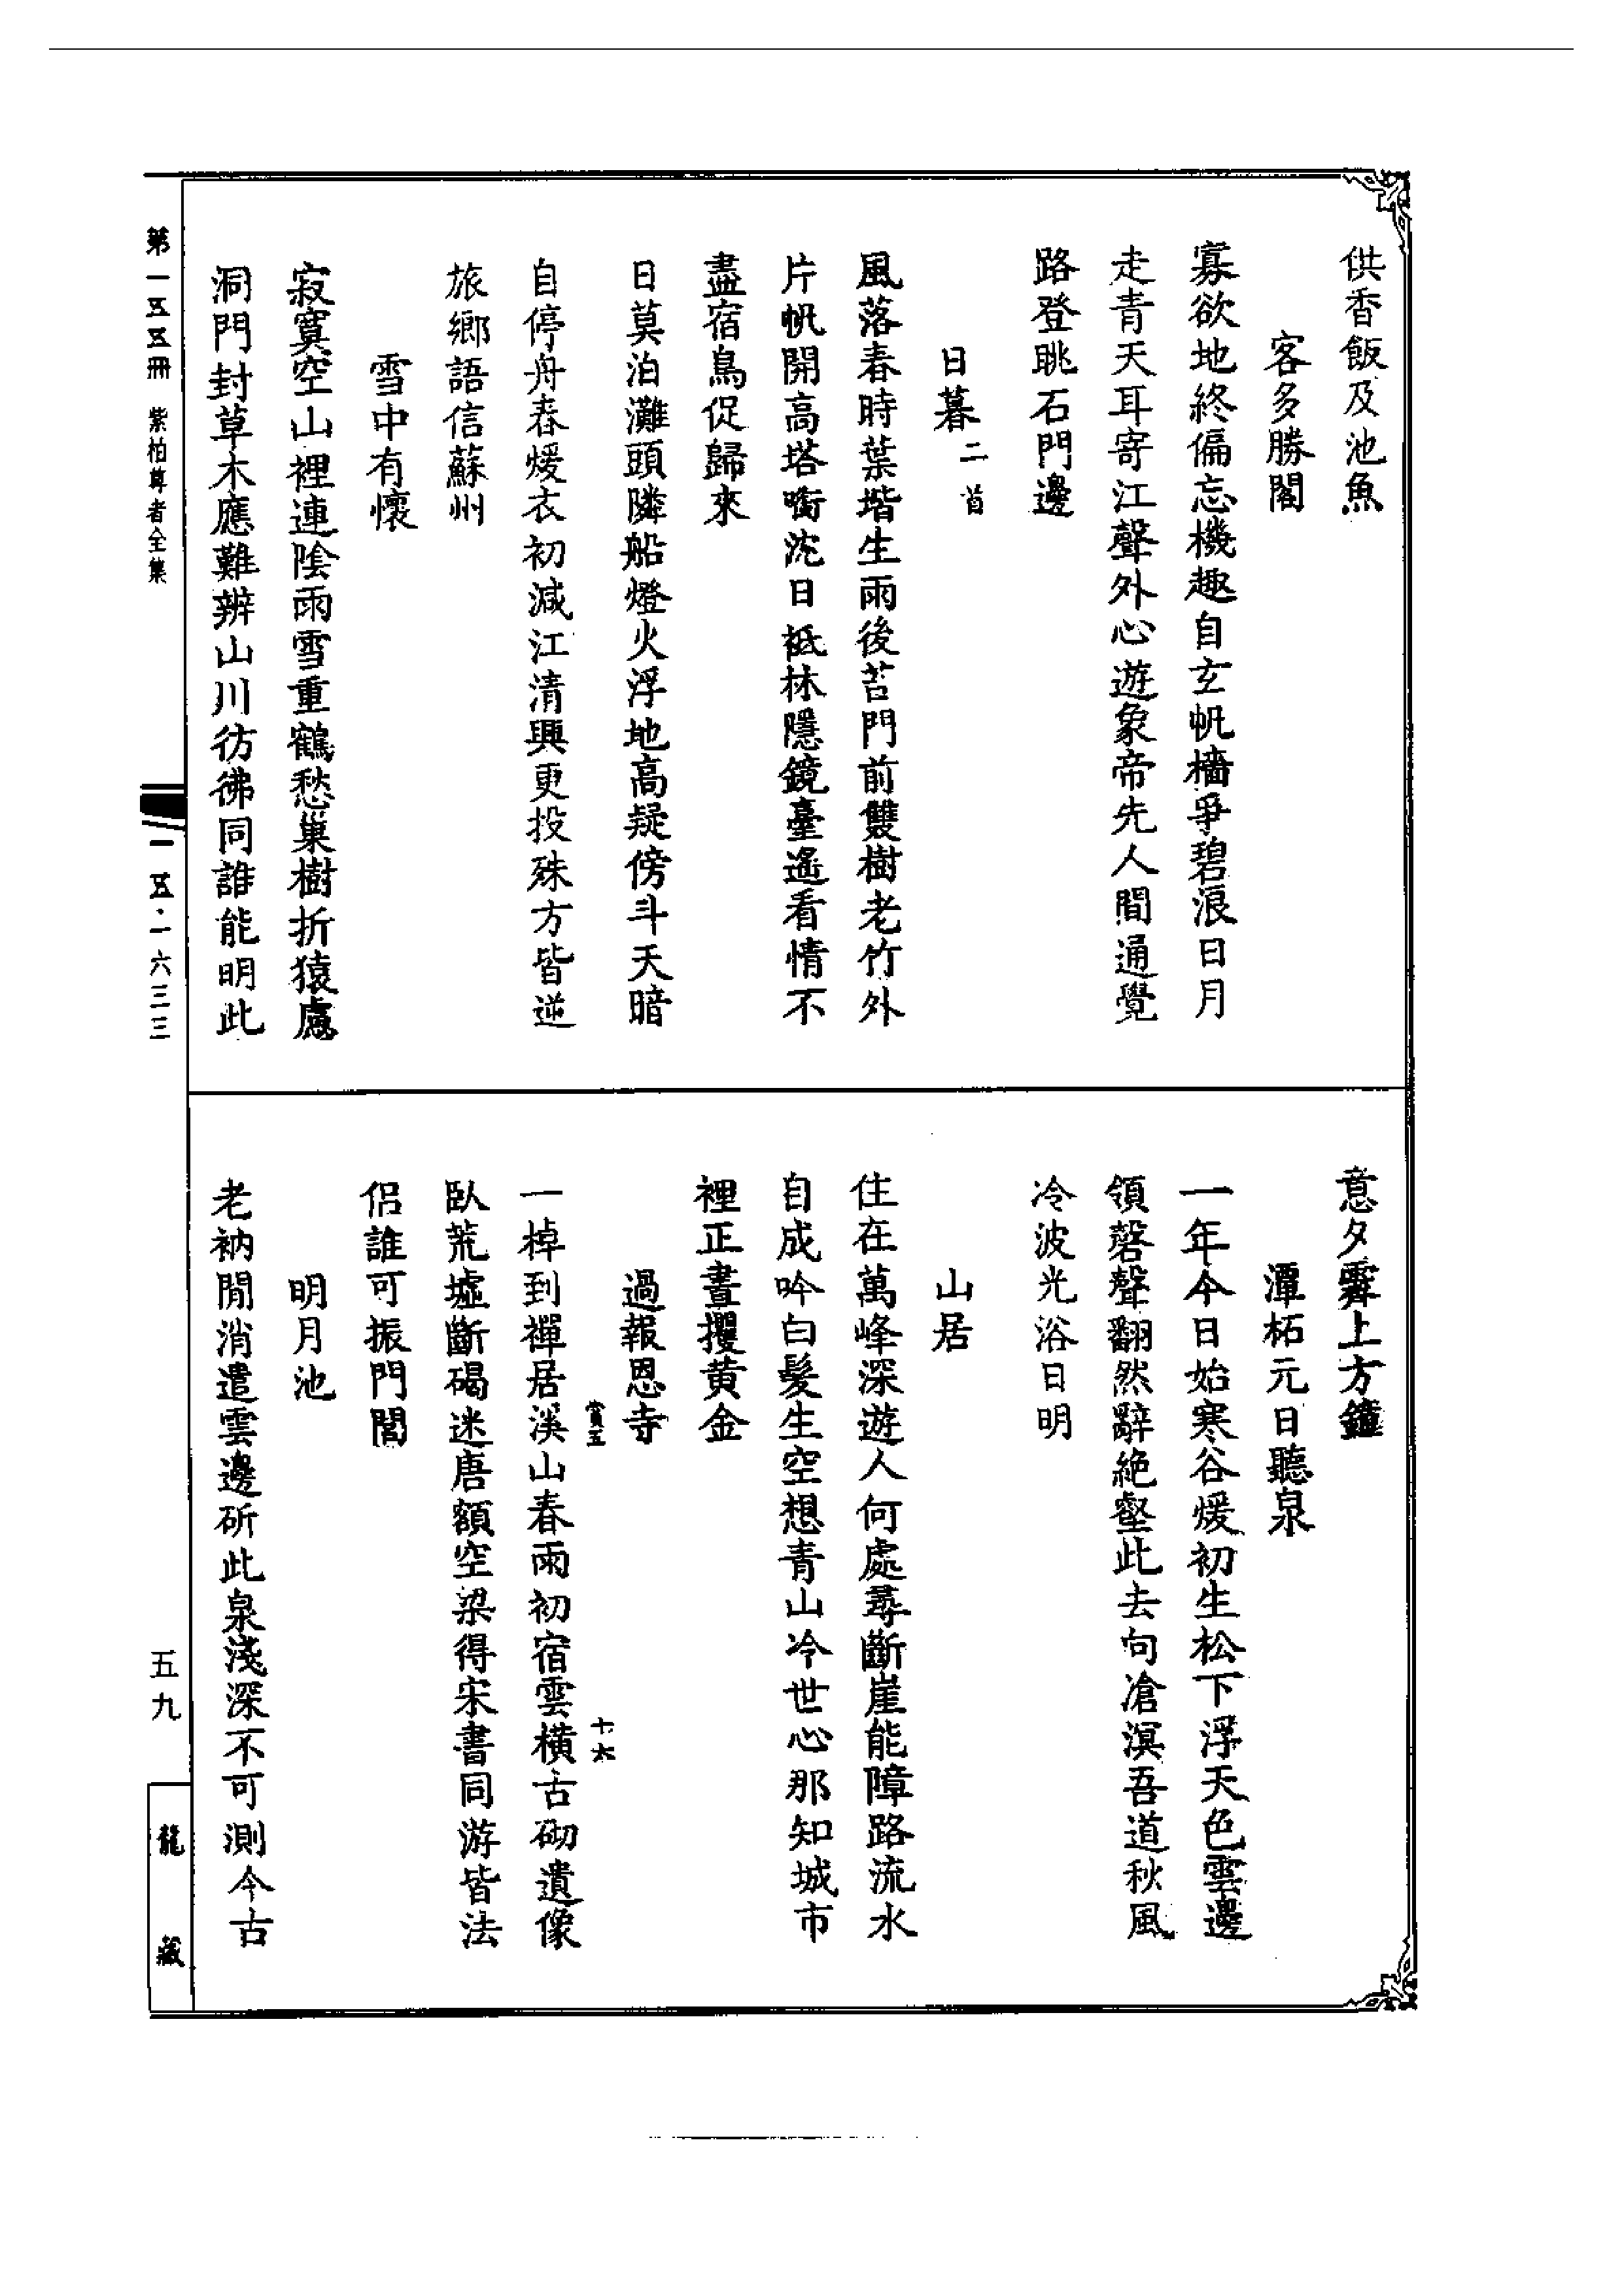 供香飯及池魚
客多勝閣
寡欲地終偏忘機趣自玄帆檣爭碧浪日月
走青天耳寄江聲外心遊象帝先人間通覺
路登眺石門邊
日暮二首
風落春時葉堦生雨後苔門前雙樹老竹外
片帆開高塔啣沈日祇林隱鏡臺遙看情不
盡宿鳥促歸來
日莫泊灘頭隣船燈火浮地高疑傍斗天暗
自停舟春煖衣初減江清興更投殊方皆逆
旅鄉語信蘇州
雪中有懷
寂寞空山裡連陰雨雪重鶴愁巢樹折猿慮
洞門封草木應難辨山川彷彿同誰能明此
意夕霽上方鐘
潭柘元日聽泉
一年今日始寒谷煖初生松下浮天色雲邊
領磬聲翻然辭絕壑此去向滄溟吾道秋風
冷波光浴日明
山居
住在萬峰深遊人何處尋斷崖能障路流水
自成吟白髮生空想青山冷世心那知城市
裡正晝攫黃金
過報恩寺
賞五
十六
一棹到禪居溪山春雨初宿雲橫古砌遺像
臥荒墟斷碣迷唐額空梁得宋書同游皆法
侶誰可振門閭
明月池
老衲閒消遣雲邊斫此泉淺深不可測今古
第一五五冊 紫柏尊者全集
一五五·一六三三
五九
龍藏